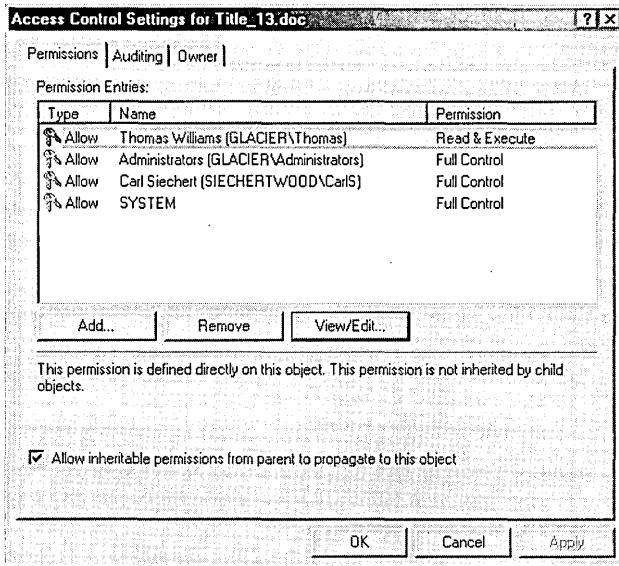 Access Control Settings for Title_13.doc
Permissions Auditing Owner
Permission Entries:
Type Name Permission
Allow Thomas Williams (GLACIER\Thomas) Read & Execute
Allow Administrators (GLACIER\Administrators) Full Control
Allow Carl Siechert (SIECHERTWOOD\CarlS) Full Control
Allow SYSTEM Full Control
Add... Remove View/Edit...
This permission is defined directly on this object. This permission is not inherited by child
objects.
Allow inheritable permissions from parent to propagate to this object
OK Cancel Apply